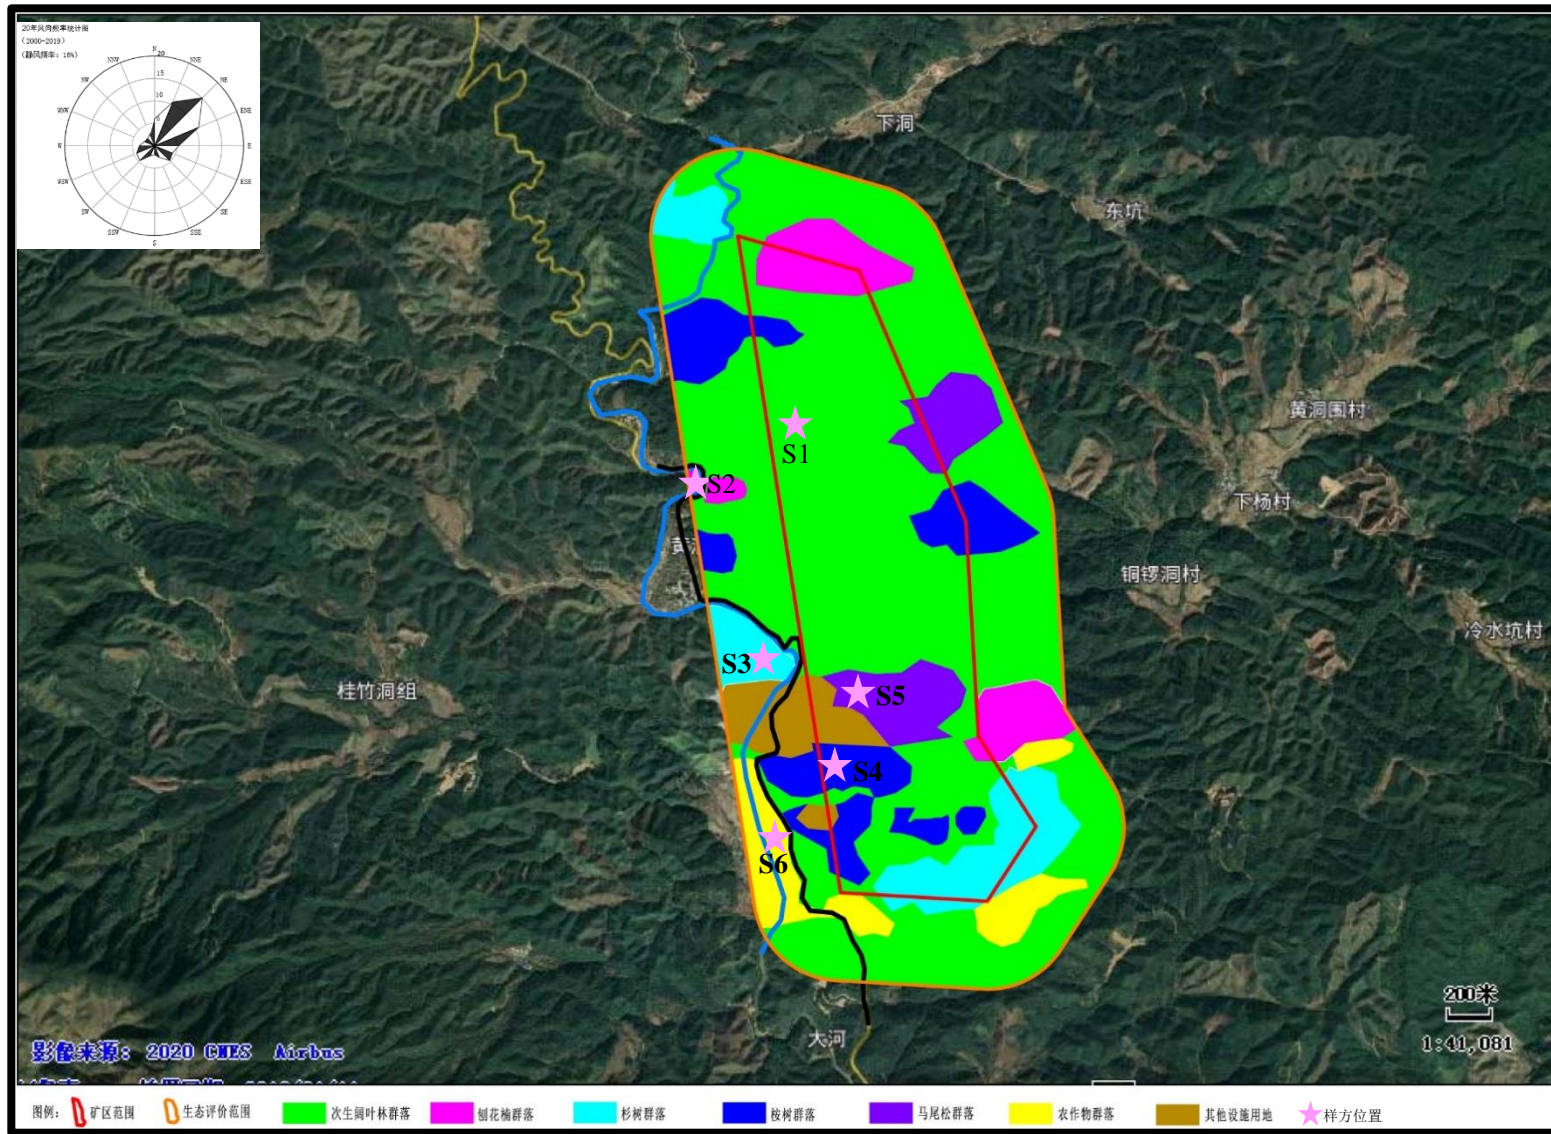 20年风向频率统计图
(2000-2019)
(静风频率: 16%)
N
20
NNW
NNE
15
NW
NE
10
WNW
ENE
W
E
WSW
ESE
SW
SE
SSW
SSE
S
下洞
东坑
黄洞围村
S1
S2
下杨村
铜锣洞村
冷水坑村
S3
桂竹洞组
S5
S4
S6
200米
大河
1:41,081
影像来源: 2020 CNES Airbus
图例:
矿区范围
生态评价范围
次生阔叶林群落
刨花楠群落
杉树群落
桉树群落
马尾松群落
农作物群落
其他设施用地
样方位置